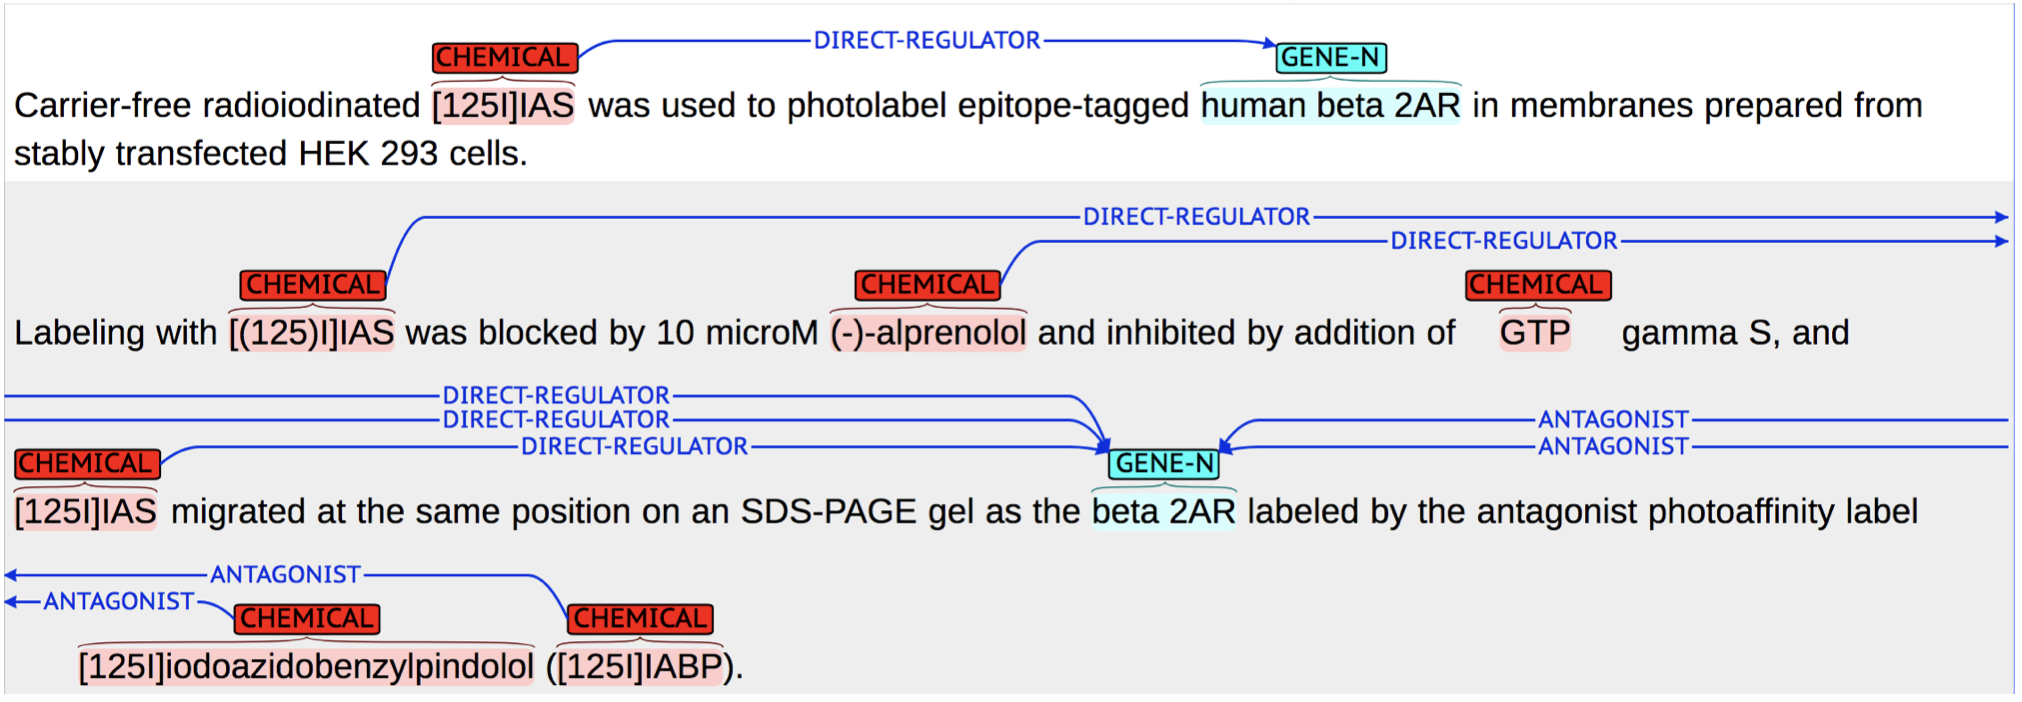 DIRECT-REGULATOR
CHEMICAL GENE-N
Carrier-free radioiodinated [125I]IAS was used to photolabel epitope-tagged human beta 2AR in membranes prepared from
stably transfected HEK 293 cells.
DIRECT-REGULATOR
DIRECT-REGULATOR
CHEMICAL CHEMICAL CHEMICAL
Labeling with [(125)I]IAS was blocked by 10 microM (-)-alprenolol and inhibited by addition of GTP gamma S, and
DIRECT-REGULATOR
DIRECT-REGULATOR ANTAGONIST
DIRECT-REGULATOR ANTAGONIST
CHEMICAL GENE-N
[125I]IAS migrated at the same position on an SDS-PAGE gel as the beta 2AR labeled by the antagonist photoaffinity label
ANTAGONIST
ANTAGONIST
CHEMICAL CHEMICAL
[125I]iodoazidobenzylpindolol ([125I]IABP).